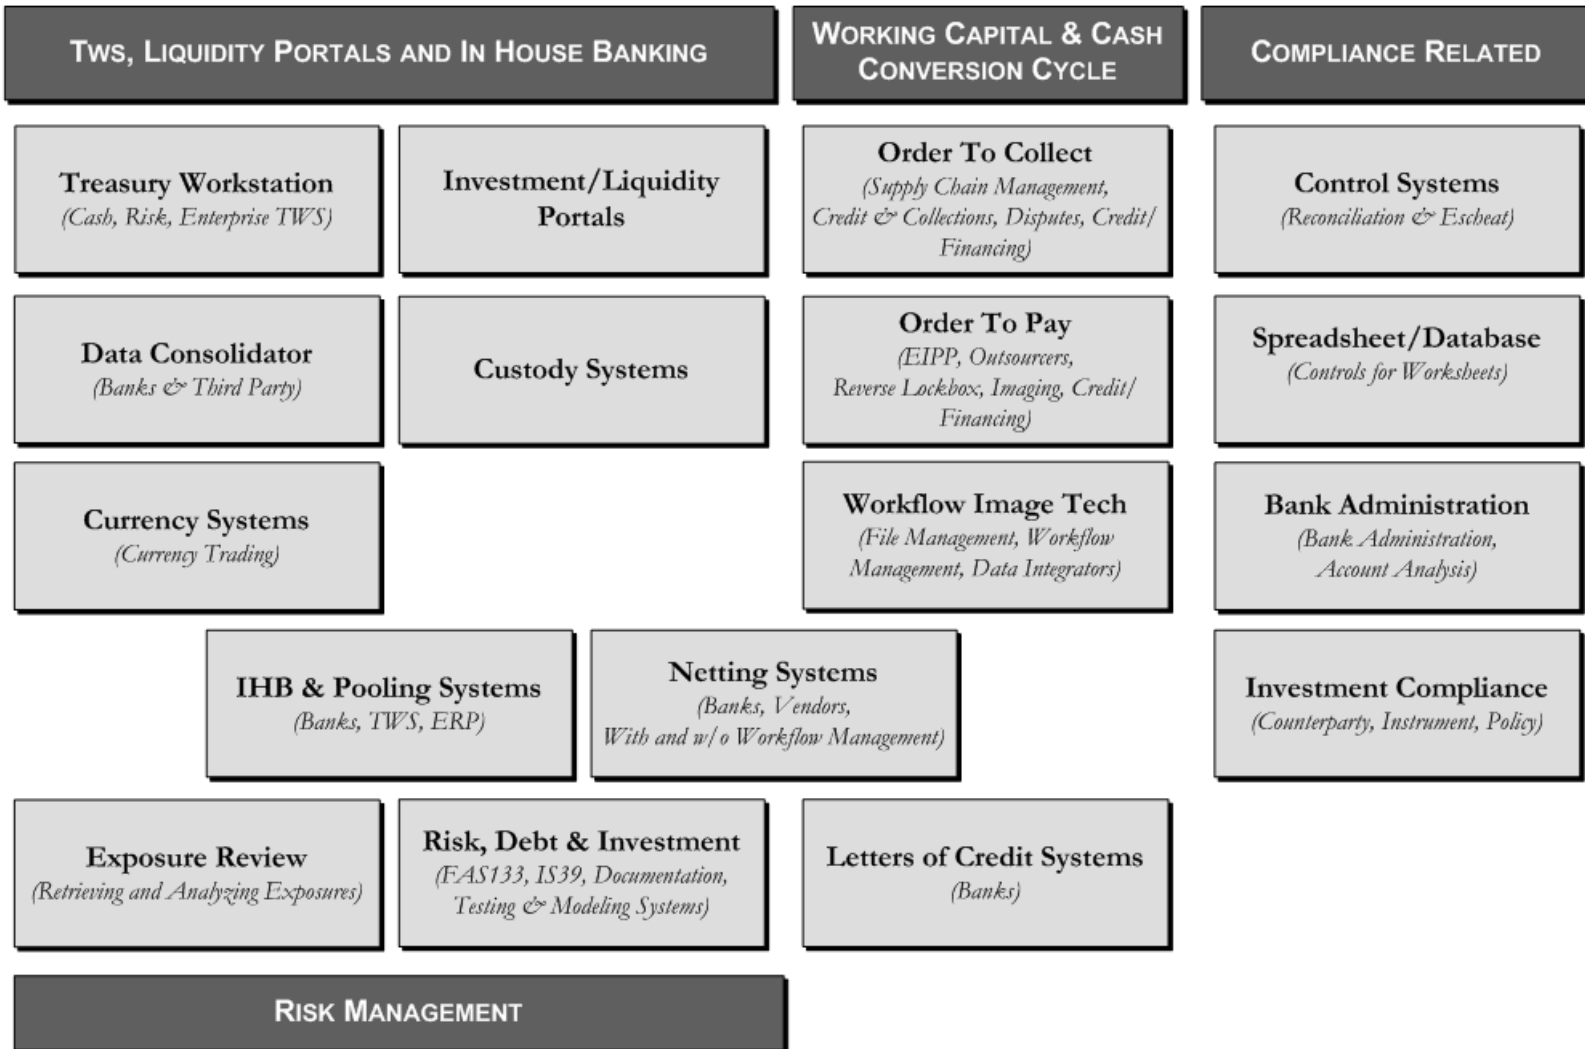 TWS, LIQUIDITY PORTALS AND IN HOUSE BANKING
WORKING CAPITAL & CASH
CONVERSION CYCLE
COMPLIANCE RELATED
Treasury Workstation
(Cash, Risk, Enterprise TWS)
Investment/Liquidity
Portals
Order To Collect
(Supply Chain Management,
Credit & Collections, Disputes, Credit/
Financing)
Control Systems
(Reconciliation & Escheat)
Data Consolidator
(Banks & Third Party)
Custody Systems
Order To Pay
(EIPP, Outsourcers,
Reverse Lockbox, Imaging, Credit/
Financing)
Spreadsheet/Database
(Controls for Worksheets)
Currency Systems
(Currency Trading)
Workflow Image Tech
(File Management, Workflow
Management, Data Integrators)
Bank Administration
(Bank Administration,
Account Analysis)
IHB & Pooling Systems
(Banks, TWS, ERP)
Netting Systems
(Banks, Vendors,
With and w/o Workflow Management)
Investment Compliance
(Counterparty, Instrument, Policy)
Exposure Review
(Retrieving and Analyzing Exposures)
Risk, Debt & Investment
(FAS133, IS39, Documentation,
Testing & Modeling Systems)
Letters of Credit Systems
(Banks)
RISK MANAGEMENT